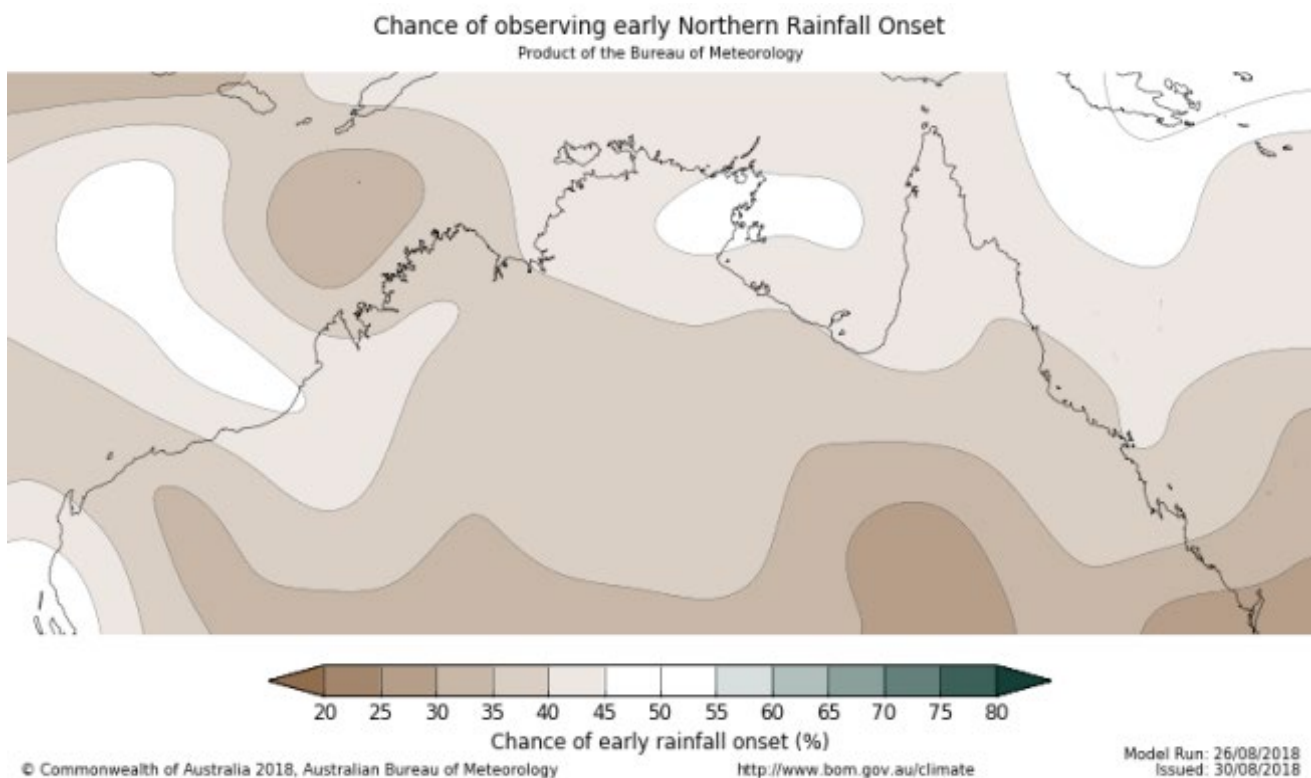 Chance of observing early Northern Rainfall Onset
Product of the Bureau of Meteorology
20 25 30 35 40 45 50 55 60 65 70 75 80
Chance of early rainfall onset (%)
© Commonwealth of Australia 2018, Australian Bureau of Meteorology
http://www.bom.gov.au/climate
Model Run: 26/08/2018
Issued: 30/08/2018